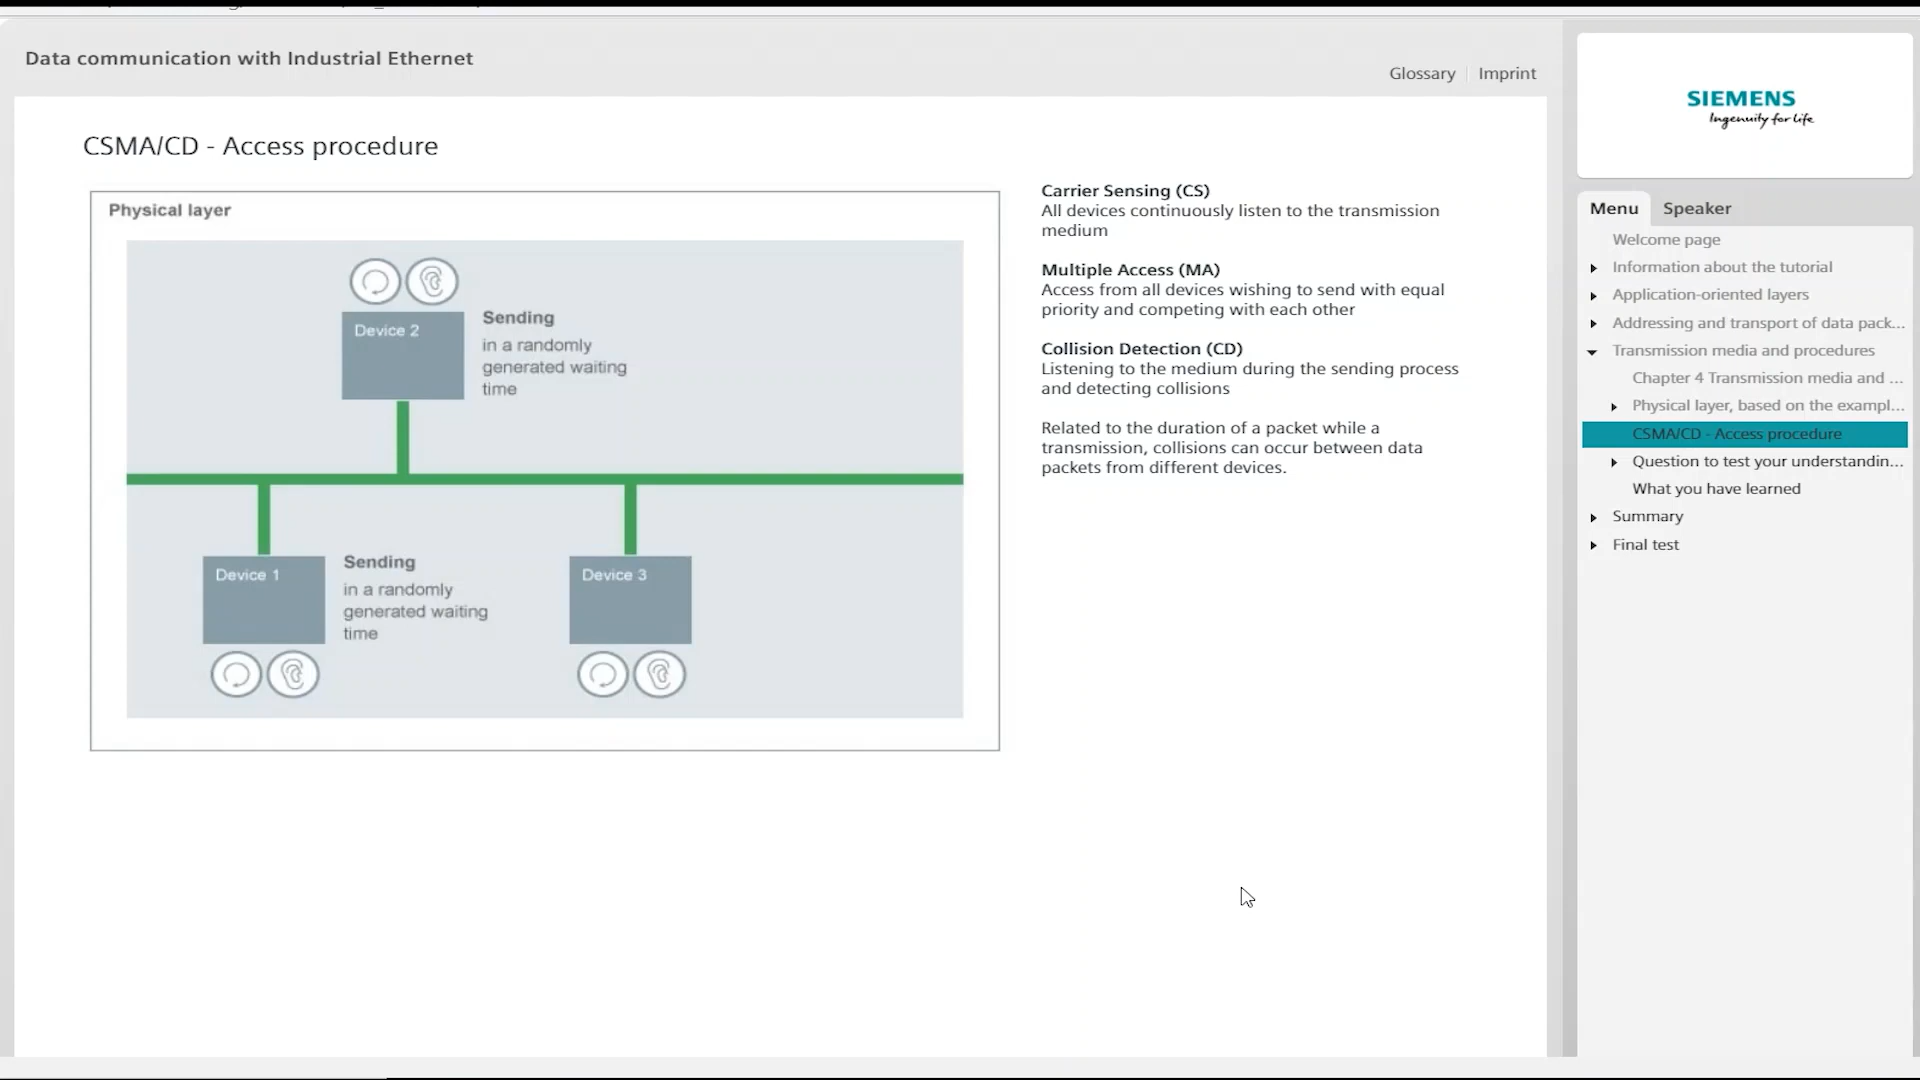 Data communication with Industrial Ethernet
Glossary
Imprint
CSMA/CD - Access procedure
Physical layer
Device 2
Sending
in a randomly
generated waiting
time
Device 1
Sending
in a randomly
generated waiting
time
Device 3
Carrier Sensing (CS)
All devices continuously listen to the transmission
medium
Multiple Access (MA)
Access from all devices wishing to send with equal
priority and competing with each other
Collision Detection (CD)
Listening to the medium during the sending process
and detecting collisions
Related to the duration of a packet while a
transmission, collisions can occur between data
packets from different devices.
SIEMENS
Ingenuity for life
Menu
Speaker
Welcome page
Information about the tutorial
Application-oriented layers
Addressing and transport of data pack...
Transmission media and procedures
Chapter 4 Transmission media and ...
Physical layer, based on the exampl...
CSMA/CD - Access procedure
Question to test your understandin...
What you have learned
Summary
Final test